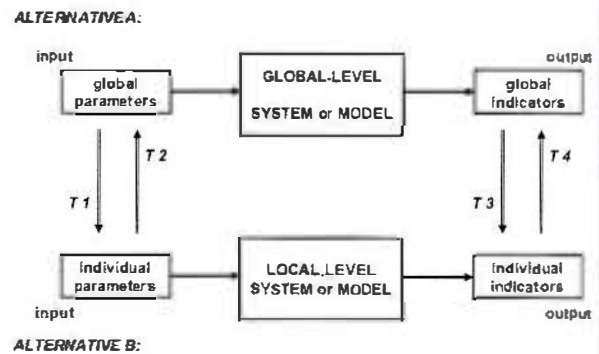 ALTERNATIVE A:
input
output
global
parameters
GLOBAL-LEVEL
SYSTEM or MODEL
global
indicators
T 1
T 2
T 3
T 4
individual
parameters
LOCAL.LEVEL
SYSTEM or MODEL
individual
indicators
input
output
ALTERNATIVE B: